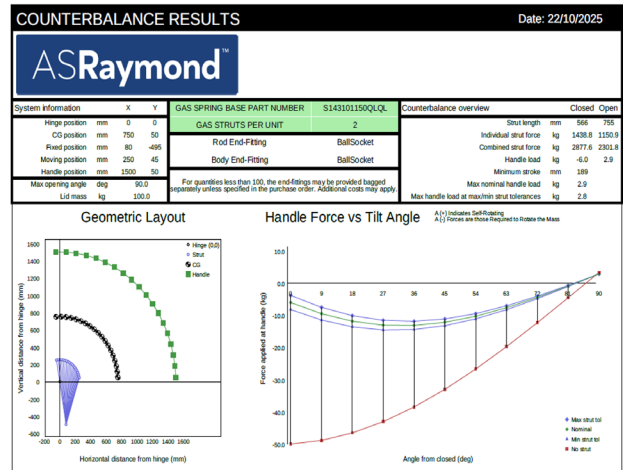 COUNTERBALANCE RESULTS Date: 22/10/2025
ASRaymond™
System information X Y
Hinge position mm 0 0
CG position mm 750 50
Fixed position mm 80 -495
Moving position mm 250 45
Handle position mm 1500 50
Max opening angle deg 90.0
Lid mass kg 100.0
GAS SPRING BASE PART NUMBER S143101150QLQL
GAS STRUTS PER UNIT 2
Rod End-Fitting BallSocket
Body End-Fitting BallSocket
For quantities less than 100, the end-fittings may be provided bagged
separately unless specified in the purchase order. Additional costs may apply.
Counterbalance overview Closed Open
Strut length mm 566 755
Individual strut force kg 1438.8 1150.9
Combined strut force kg 2877.6 2301.8
Handle load kg -6.0 2.9
Minimum stroke mm 189
Max nominal handle load kg 2.9
Max handle load at max/min strut tolerances kg 2.8
Geometric Layout
Hinge (0,0)
Strut
CG
Handle
Vertical distance from hinge (mm)
1600
1400
1200
1000
800
600
400
200
0
-200
-400
-600
-200 0 200 400 600 800 1000 1200 1400 1600
Horizontal distance from hinge (mm)
Handle Force vs Tilt Angle
A (+) Indicates Self-Rotating
A (-) Forces are those Required to Rotate the Mass
Force applied at handle (kg)
10.0
0.0
-10.0
-20.0
-30.0
-40.0
-50.0
0 9 18 27 36 45 54 63 72 81 90
Max strut tol
Nominal
Min strut tol
No strut
Angle from closed (deg)